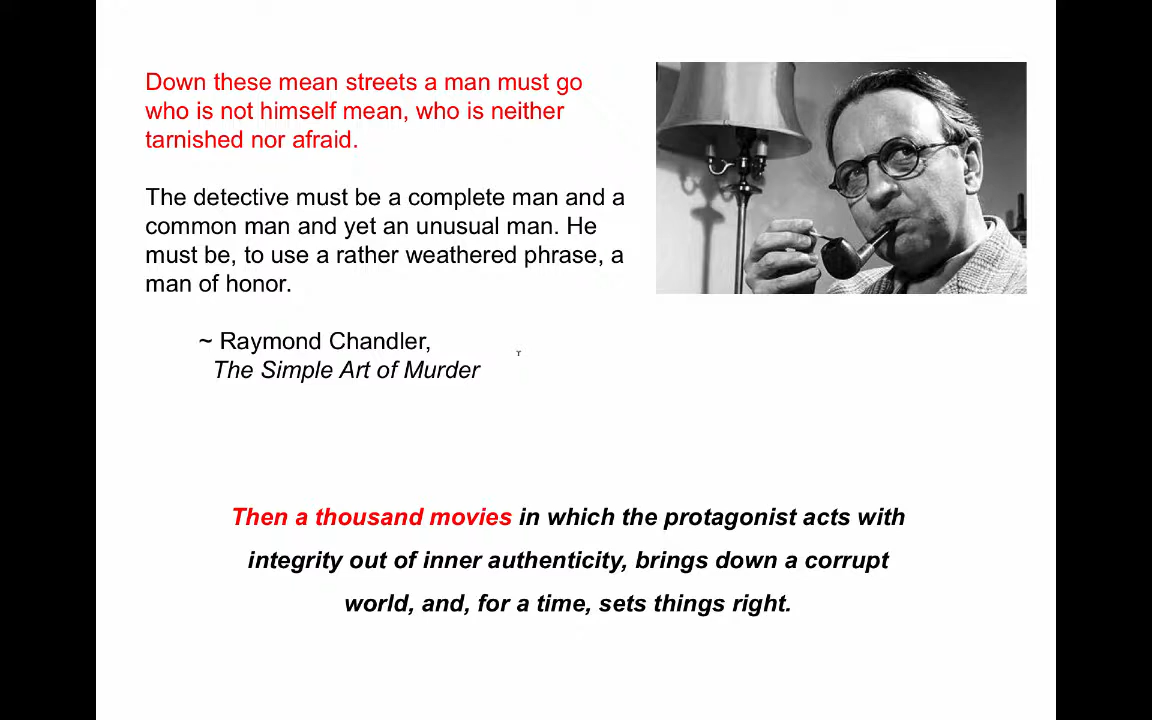 Down these mean streets a man must go
who is not himself mean, who is neither
tarnished nor afraid.
The detective must be a complete man and a
common man and yet an unusual man. He
must be, to use a rather weathered phrase, a
man of honor.
~ Raymond Chandler,
The Simple Art of Murder
Then a thousand movies in which the protagonist acts with
integrity out of inner authenticity, brings down a corrupt
world, and, for a time, sets things right.